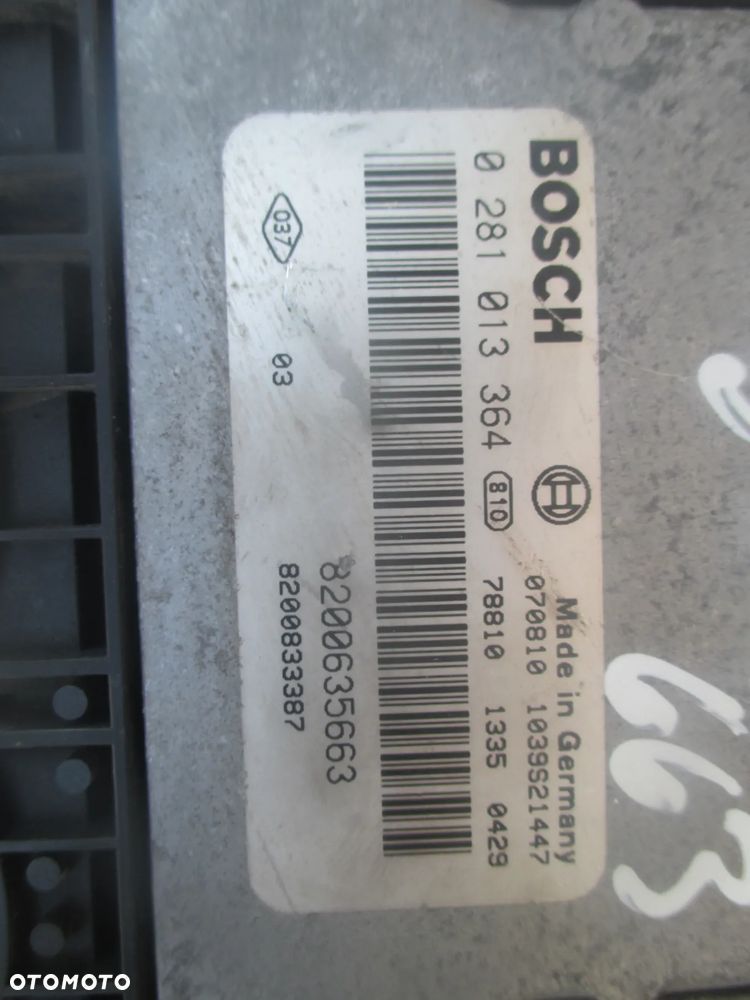 BOSCH
Made in Germany
070810 1039S21447
0 281 013 364 810 78810 1335 0429
8200635663
037 03 8200833387
663
OTOMOTO